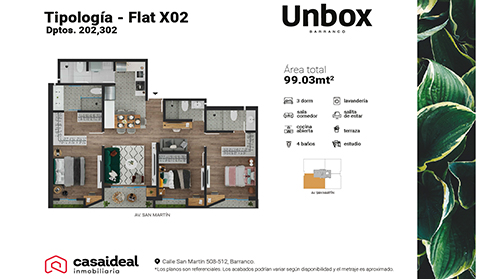 Tipología - Flat X02
Dptos. 202,302
Unbox
BARRANCO
Área total
99.03mt²
3 dorm
lavandería
sala
comedor
salita
de estar
cocina
abierta
terraza
4 baños
estudio
AV. SAN MARTÍN
AV. SAN MARTÍN
casaideal
inmobiliaria
Calle San Martín 508-512, Barranco
*Los planos son referenciales. Los acabados podrían variar según disponibilidad y el metraje es aproximado.